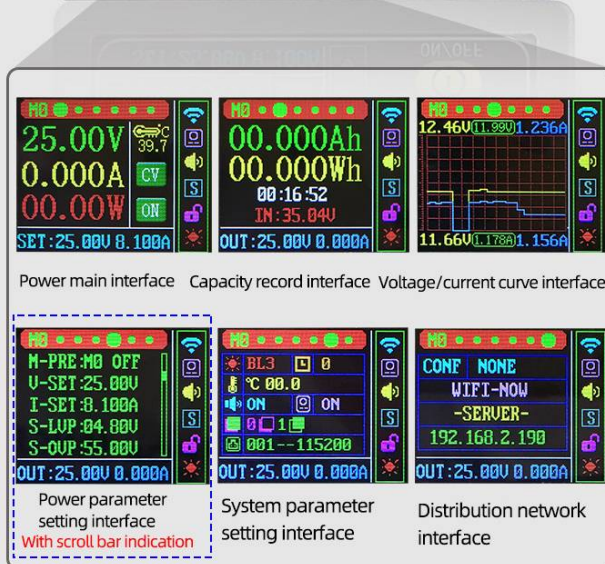 ON/OFF
M0
25.00V
C
39.7
0.000A
CV
00.00W
ON
SET:25.00V 8.100A
S
Power main interface
M0
00.000Ah
00.000Wh
00:16:52
IN:35.04V
OUT:25.00V 0.000A
S
Capacity record interface
M0
12.46V 11.99V 1.236A
11.66V 1.178A 1.156A
S
Voltage/current curve interface
M0
M-PRE:M0 OFF
V-SET:25.00V
I-SET:8.100A
S-LVP:04.80V
S-OVP:55.00V
OUT:25.00V 0.000A
S
Power parameter
setting interface
With scroll bar indication
M0
BL3 0
℃ 00.0
ON ON
0 1
001--115200
OUT:25.00V 0.000A
S
System parameter
setting interface
M0
CONF NONE
WIFI-NOW
-SERVER-
192.168.2.190
OUT:25.00V 0.000A
S
Distribution network
interface